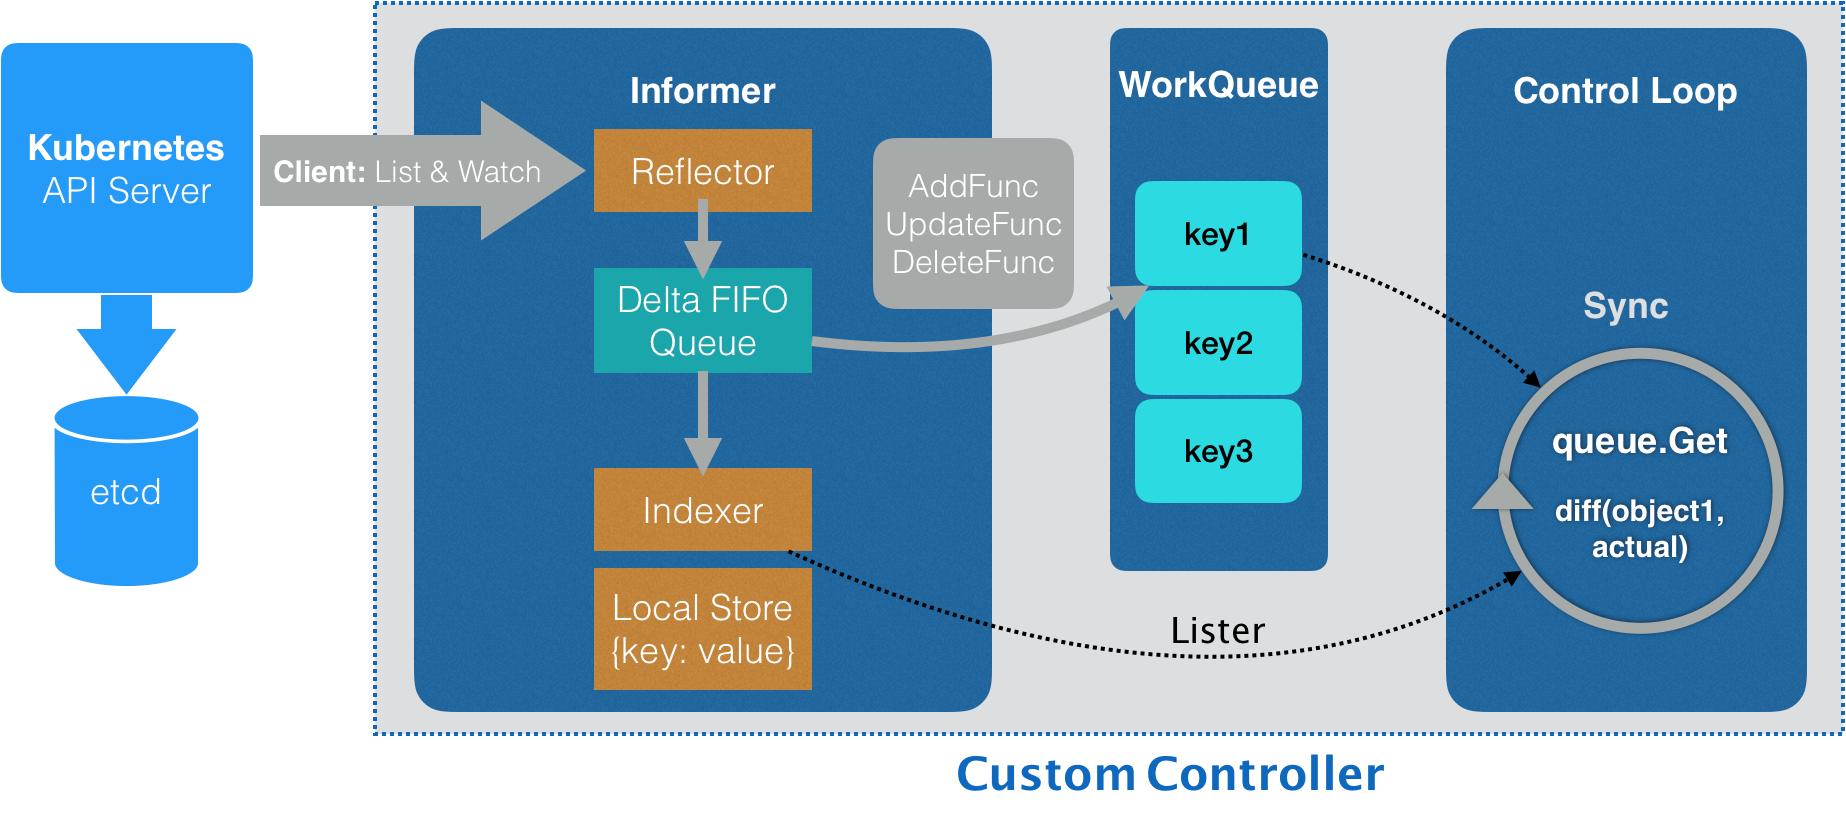 Kubernetes
API Server
etcd
Client: List & Watch
Informer
Reflector
Delta FIFO
Queue
Indexer
Local Store
{key: value}
AddFunc
UpdateFunc
DeleteFunc
WorkQueue
key1
key2
key3
Lister
Control Loop
Sync
queue.Get
diff(object1,
actual)
Custom Controller